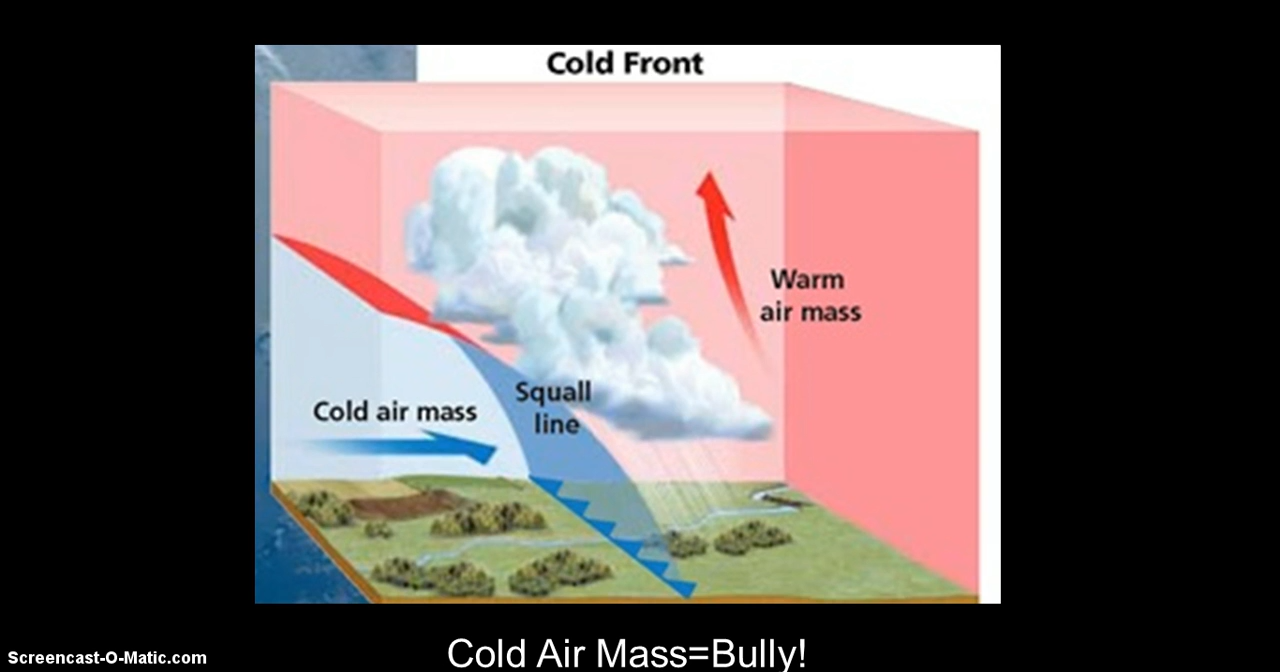 Cold Front
Warm
air mass
Squall
line
Cold air mass
Cold Air Mass=Bully!
Screencast-O-Matic.com